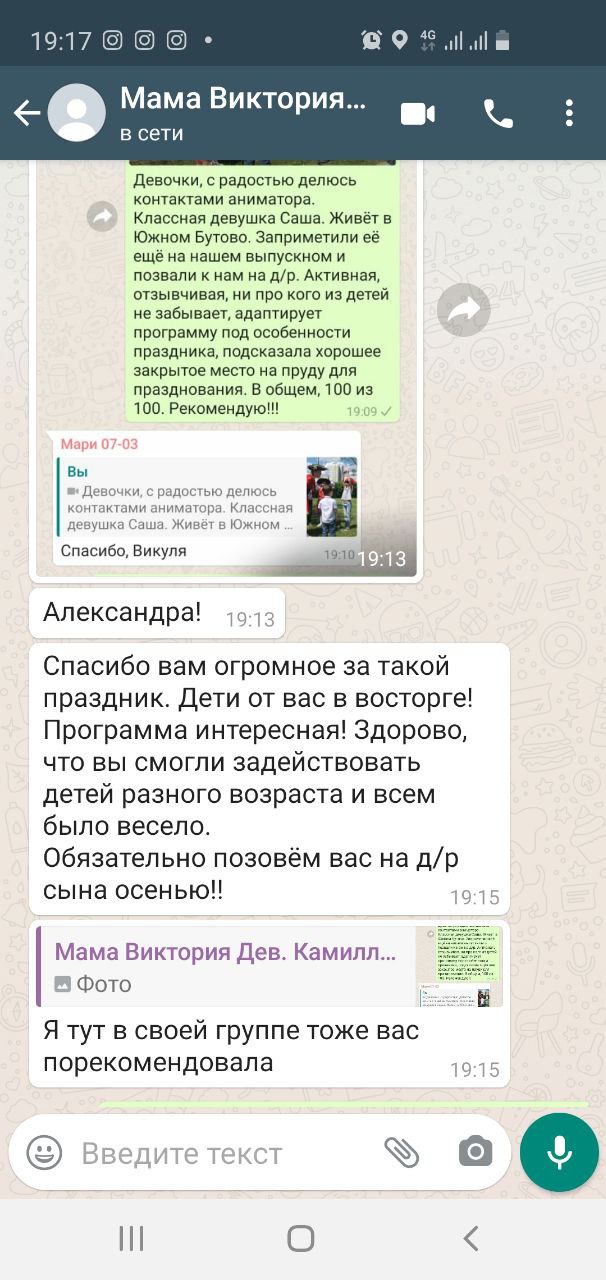 19:17
4G
Мама Виктория...
в сети
Девочки, с радостью делюсь
контактами аниматора.
Классная девушка Саша. Живёт в
Южном Бутово. Заприметили её
ещё на нашем выпускном и
позвали к нам на д/р. Активная,
отзывчивая, ни про кого из детей
не забывает, адаптирует
программу под особенности
праздника, подсказала хорошее
закрытое место на пруду для
празднования. В общем, 100 из
100. Рекомендую!!!
19:09
Мари 07-03
Вы
Девочки, с радостью делюсь
контактами аниматора. Классная
девушка Саша. Живёт в Южном ...
Спасибо, Викуля
19:10
19:13
Александра!
19:13
Спасибо вам огромное за такой
праздник. Дети от вас в восторге!
Программа интересная! Здорово,
что вы смогли задействовать
детей разного возраста и всем
было весело.
Обязательно позовём вас на д/р
сына осенью!!
19:15
Мама Виктория Дев. Камилл...
Фото
Я тут в своей группе тоже вас
порекомендовала
19:15
Введите текст